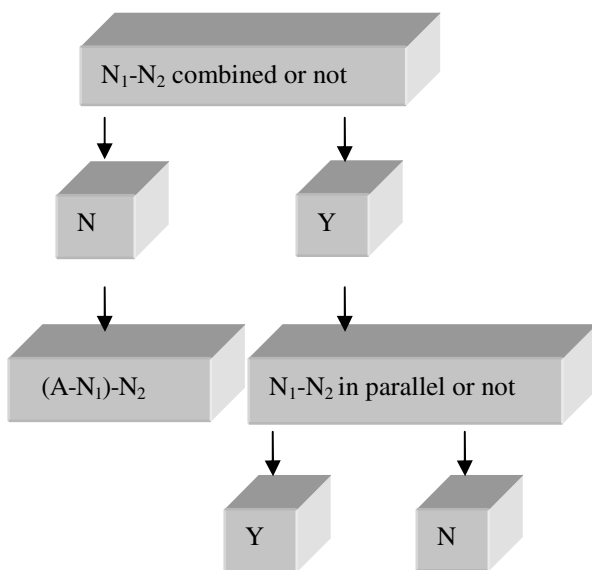 N₁-N₂ combined or not
N
Y
(A-N₁)-N₂
N₁-N₂ in parallel or not
Y
N